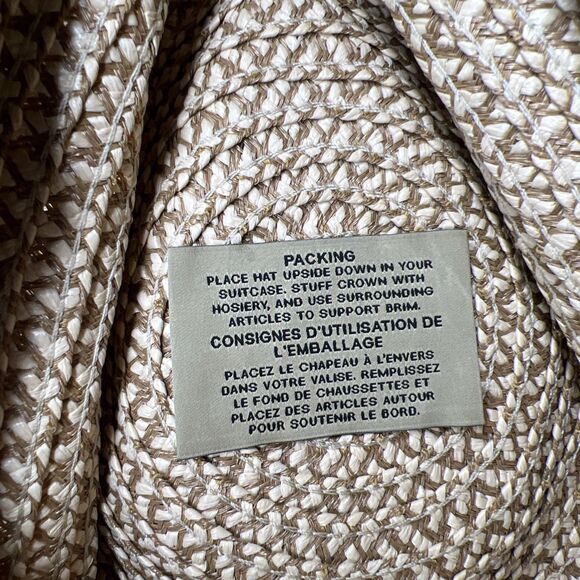 PACKING
PLACE HAT UPSIDE DOWN IN YOUR
SUITCASE. STUFF CROWN WITH
HOSIERY, AND USE SURROUNDING
ARTICLES TO SUPPORT BRIM.
CONSIGNES D'UTILISATION DE
L'EMBALLAGE
PLACEZ LE CHAPEAU À L'ENVERS
DANS VOTRE VALISE. REMPLISSEZ
LE FOND DE CHAUSSETTES ET
PLACEZ DES ARTICLES AUTOUR
POUR SOUTENIR LE BORD.